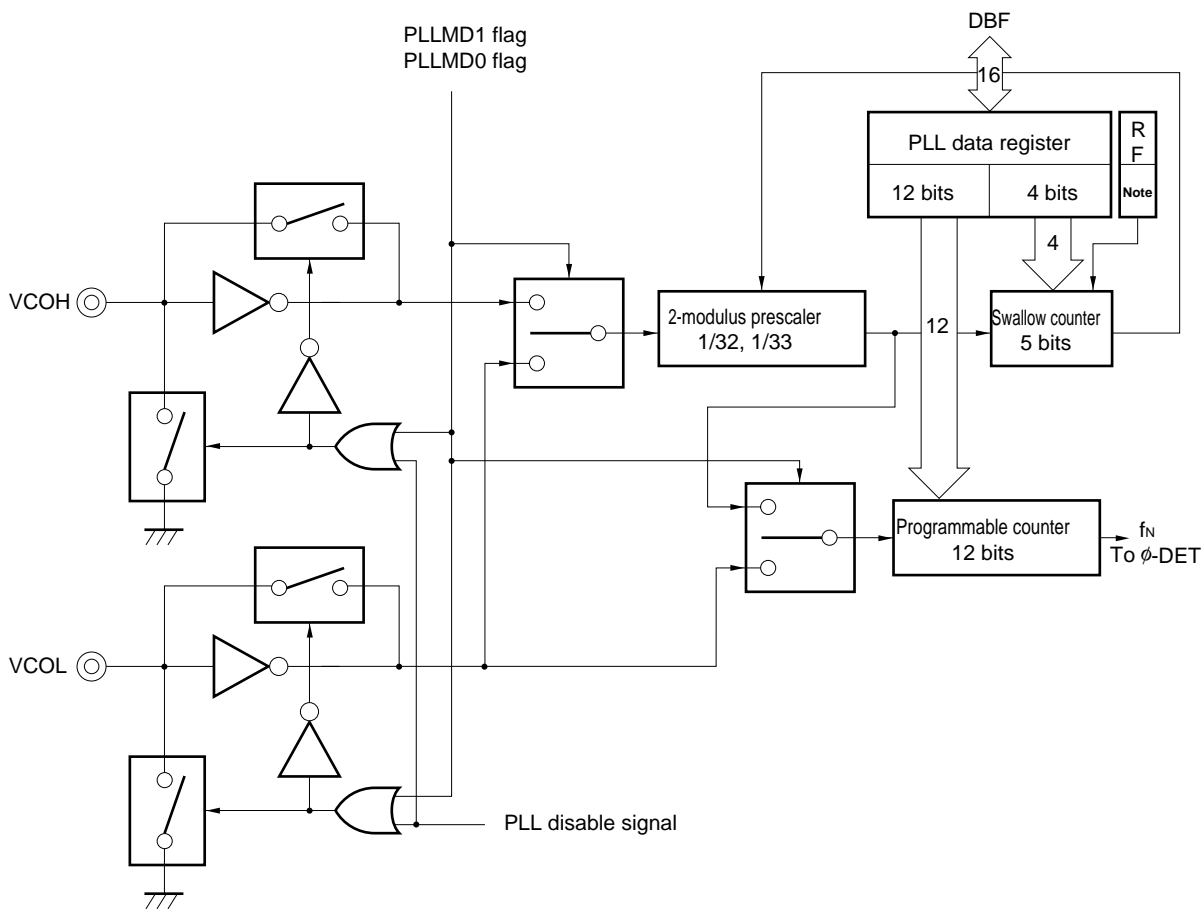 DBF
PLLMD1 flag
PLLMD0 flag
16
R
F
PLL data register
12 bits
4 bits
Note
4
VCOH
2-modulus prescaler
1/32, 1/33
12
Swallow counter
5 bits
Programmable counter
12 bits
fN
To ϕ-DET
VCOL
PLL disable signal